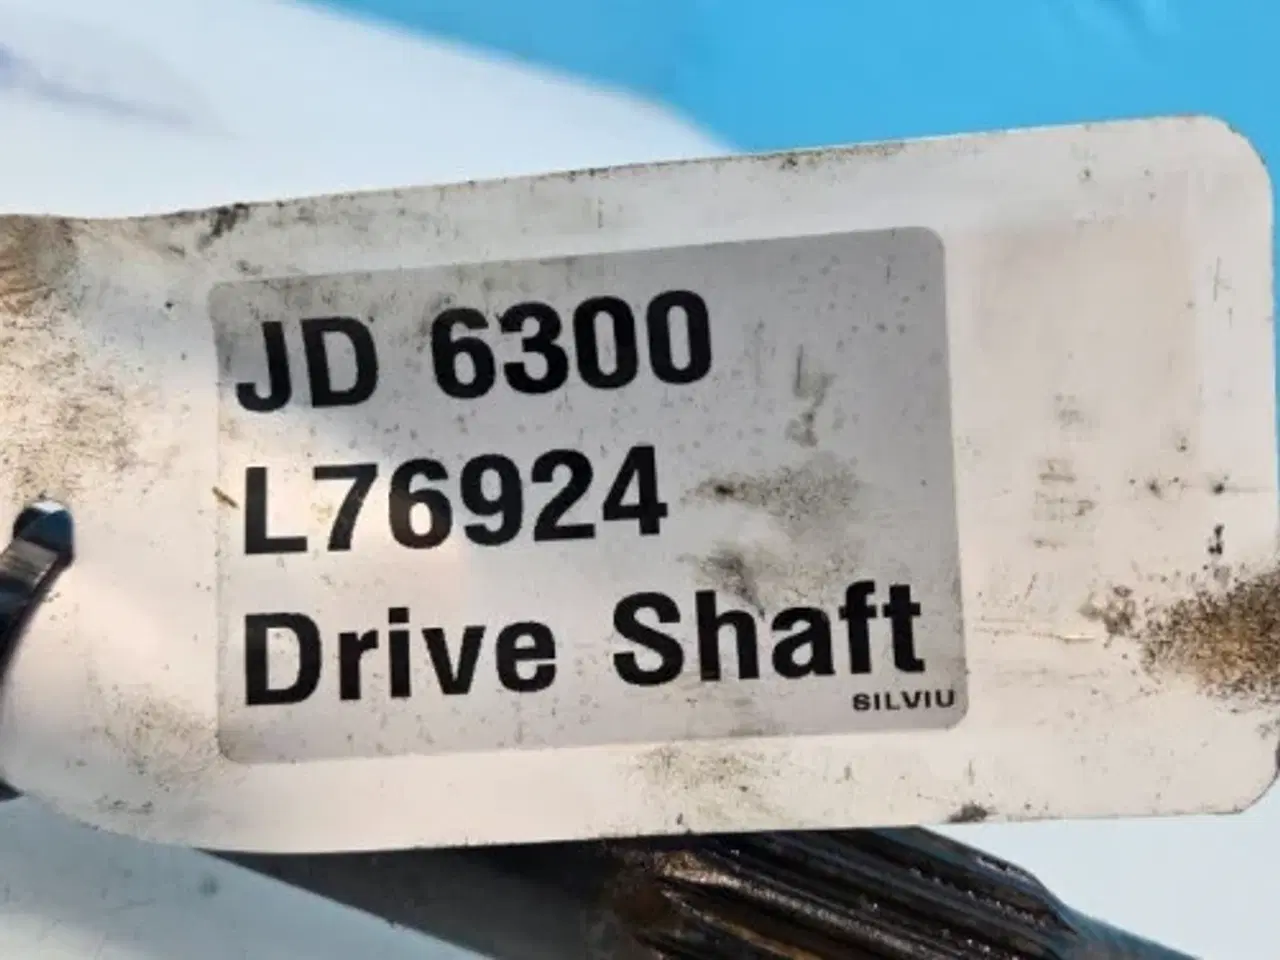 JD 6300
L76924
Drive Shaft
SILVIU